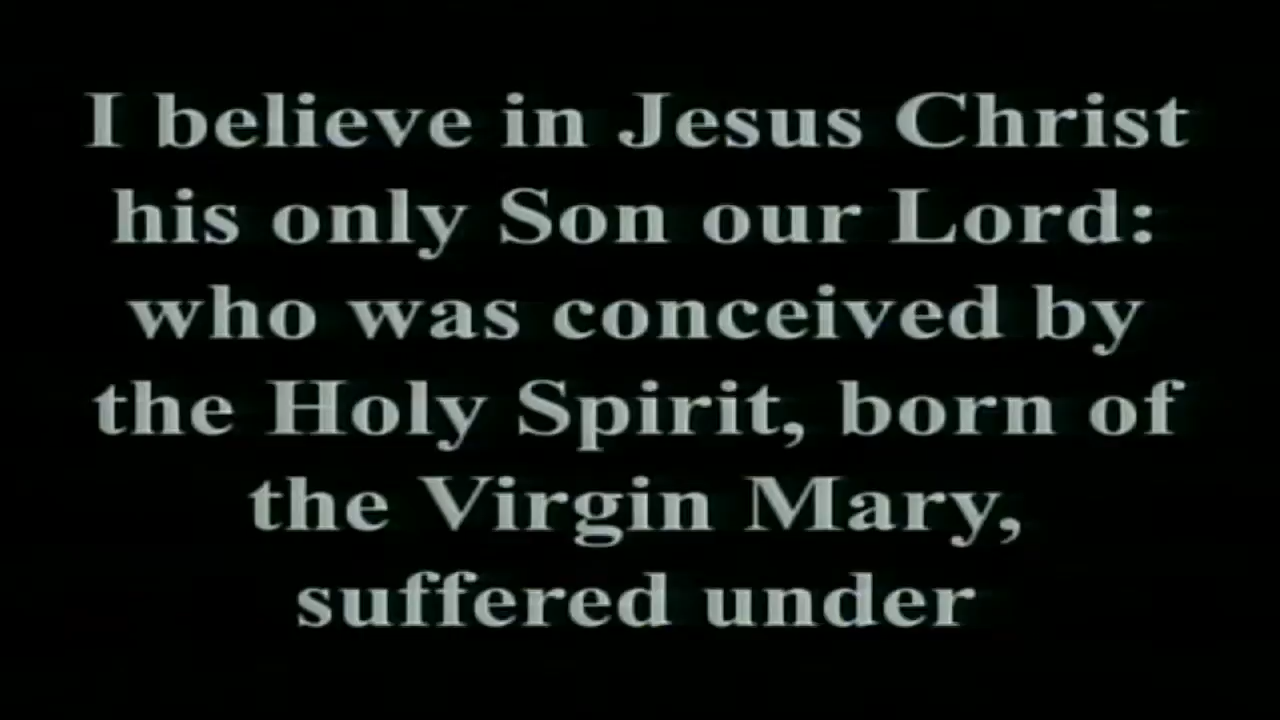 I believe in Jesus Christ
his only Son our Lord:
who was conceived by
the Holy Spirit, born of
the Virgin Mary,
suffered under